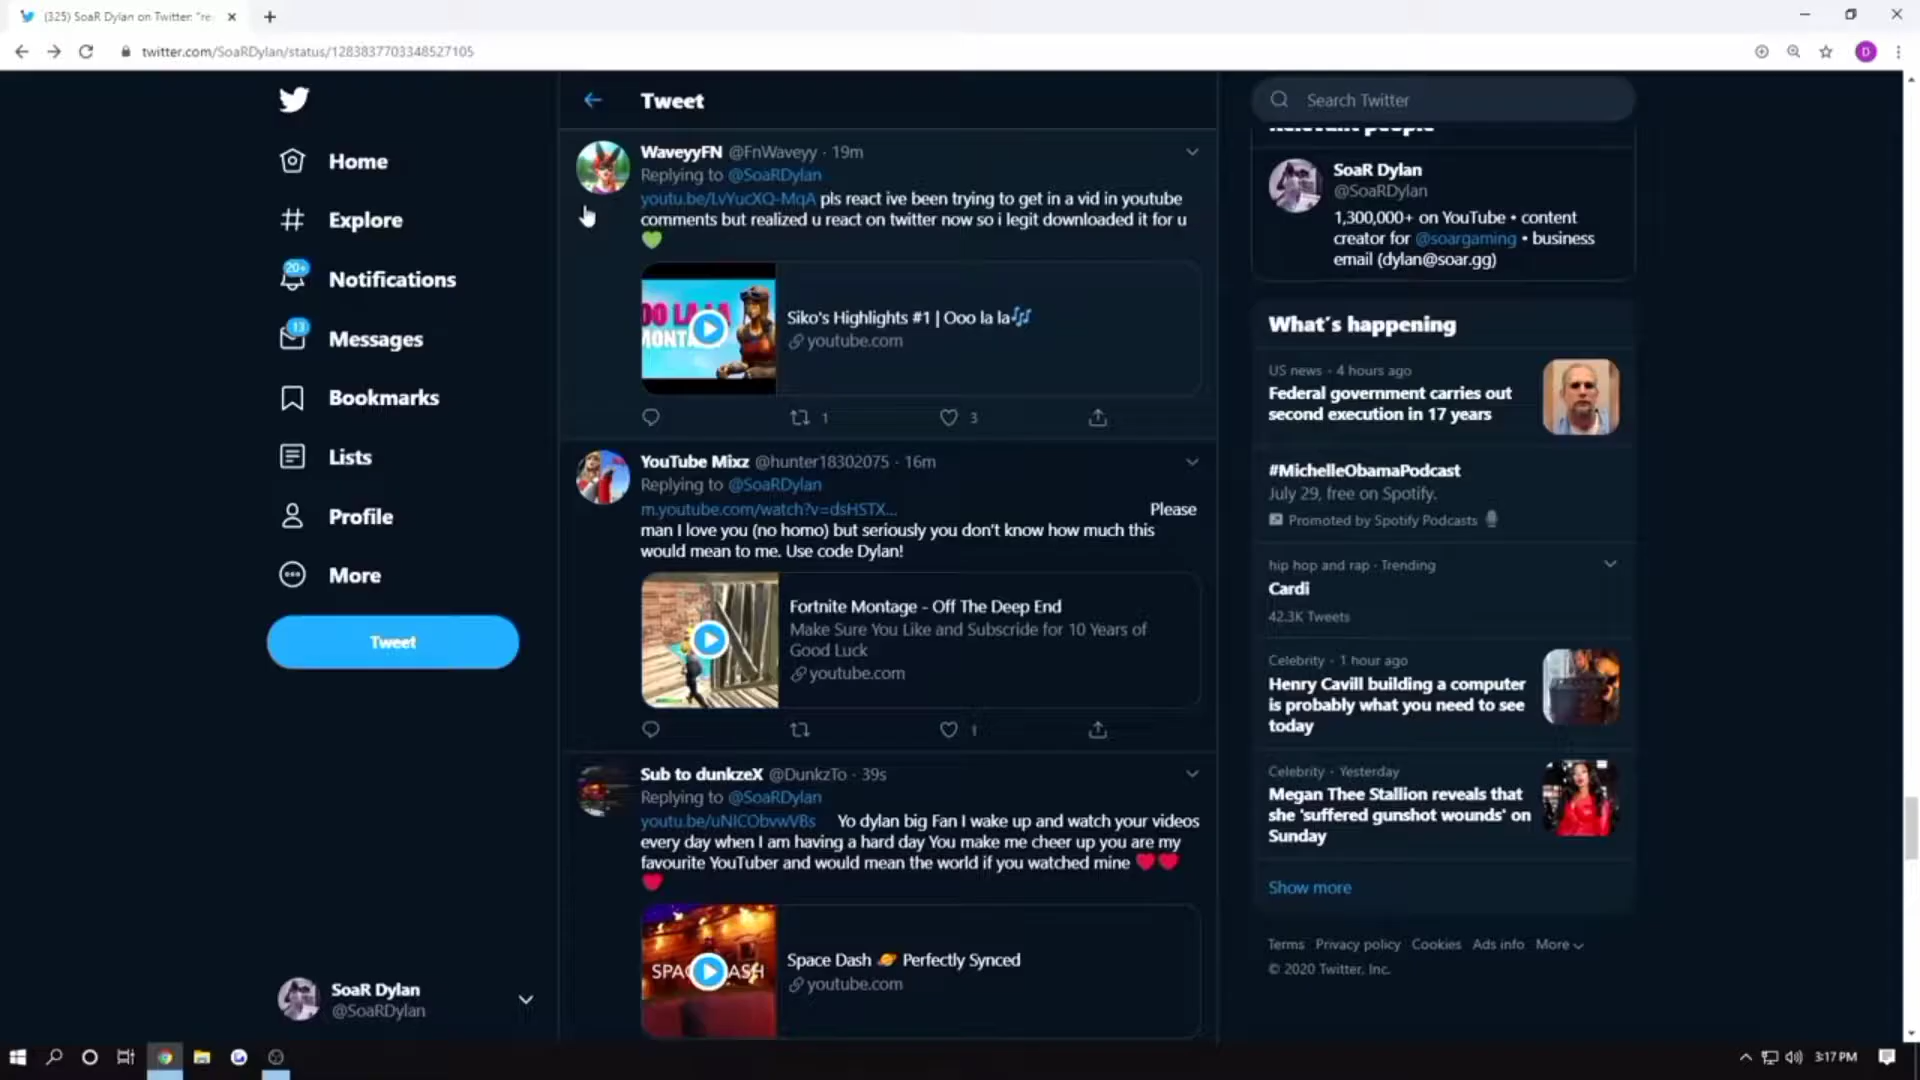 (325) SoaR Dylan on Twitter: "re
twitter.com/SoaRDylan/status/1283837703348527105
D
Home
Explore
20+
Notifications
13
Messages
Bookmarks
Lists
Profile
More
Tweet
SoaR Dylan
@SoaRDylan
Tweet
WaveyyFN @FnWaveyy · 19m
Replying to @SoaRDylan
youtu.be/LvYucXQ-MqA pls react ive been trying to get in a vid in youtube
comments but realized u react on twitter now so i legit downloaded it for u
Siko's Highlights #1 | Ooo la la
youtube.com
1
3
YouTube Mixz @hunter18302075 · 16m
Replying to @SoaRDylan
m.youtube.com/watch?v=dsHSTX... Please
man I love you (no homo) but seriously you don't know how much this
would mean to me. Use code Dylan!
Fortnite Montage - Off The Deep End
Make Sure You Like and Subscride for 10 Years of
Good Luck
youtube.com
1
Sub to dunkzeX @DunkzTo · 39s
Replying to @SoaRDylan
youtu.be/uNICObvwVBs Yo dylan big Fan I wake up and watch your videos
every day when I am having a hard day You make me cheer up you are my
favourite YouTuber and would mean the world if you watched mine
Space Dash Perfectly Synced
youtube.com
Search Twitter
Relevant people
SoaR Dylan
@SoaRDylan
1,300,000+ on YouTube • content
creator for @soargaming • business
email (dylan@soar.gg)
What's happening
US news · 4 hours ago
Federal government carries out
second execution in 17 years
#MichelleObamaPodcast
July 29, free on Spotify.
Promoted by Spotify Podcasts
hip hop and rap · Trending
Cardi
42.3K Tweets
Celebrity · 1 hour ago
Henry Cavill building a computer
is probably what you need to see
today
Celebrity · Yesterday
Megan Thee Stallion reveals that
she 'suffered gunshot wounds' on
Sunday
Show more
Terms Privacy policy Cookies Ads info More
© 2020 Twitter, Inc.
3:17 PM